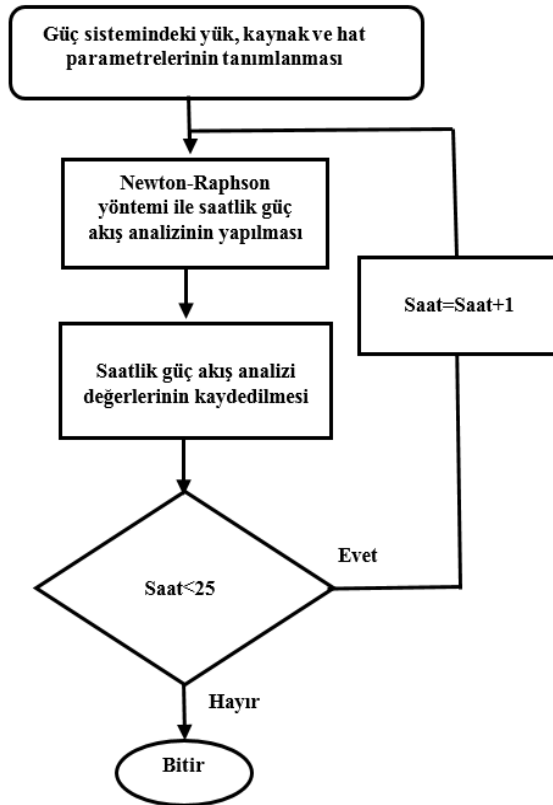 Güç sistemindeki yük, kaynak ve hat
parametrelerinin tanımlanması
Newton-Raphson
yöntemi ile saatlik güç
akış analizinin yapılması
Saat=Saat+1
Saatlik güç akış analizi
değerlerinin kaydedilmesi
Evet
Saat<25
Hayır
Bitir